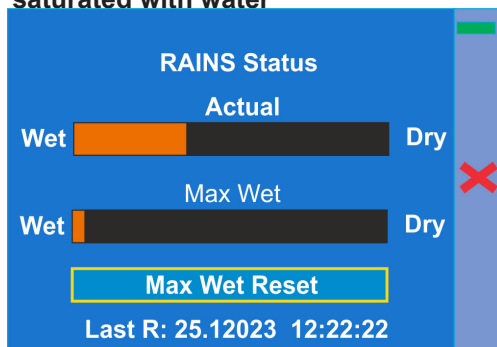 saturated with water
RAINS Status
Actual
Wet Dry
Max Wet
Wet Dry
Max Wet Reset
Last R: 25.12023 12:22:22